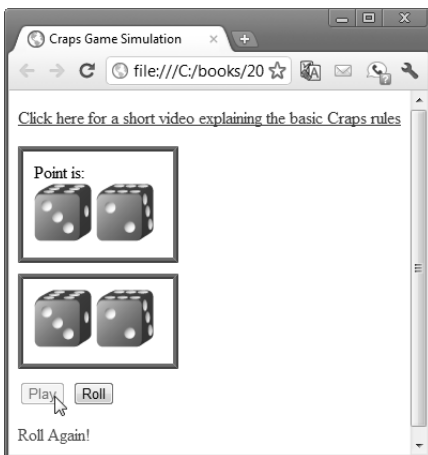 Craps Game Simulation
file:///C:/books/20
Click here for a short video explaining the basic Craps rules
Point is:
Play
Roll
Roll Again!